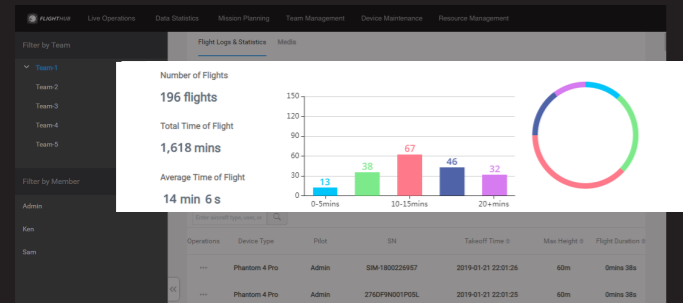 FLIGHTHUB Live Operations Data Statistics Mission Planning Team Management Device Maintenance Resource Management
Filter by Team
Flight Logs & Statistics Media
Team-1
Team-2
Team-3
Team-4
Team-5
Filter by Member
Admin
Ken
Sam
Number of Flights
196 flights
Total Time of Flight
1,618 mins
Average Time of Flight
14 min 6 s
150
120
90
60
30
0
13
38
67
46
32
0-5mins 10-15mins 20+mins
Operations Device Type Pilot SN Takeoff Time Max Height Flight Duration
... Phantom 4 Pro Admin SIM-1800226957 2019-01-21 22:01:26 60m 0mins 38s
... Phantom 4 Pro Admin 276DF9N001P05L 2019-01-21 22:01:25 60m 0mins 38s